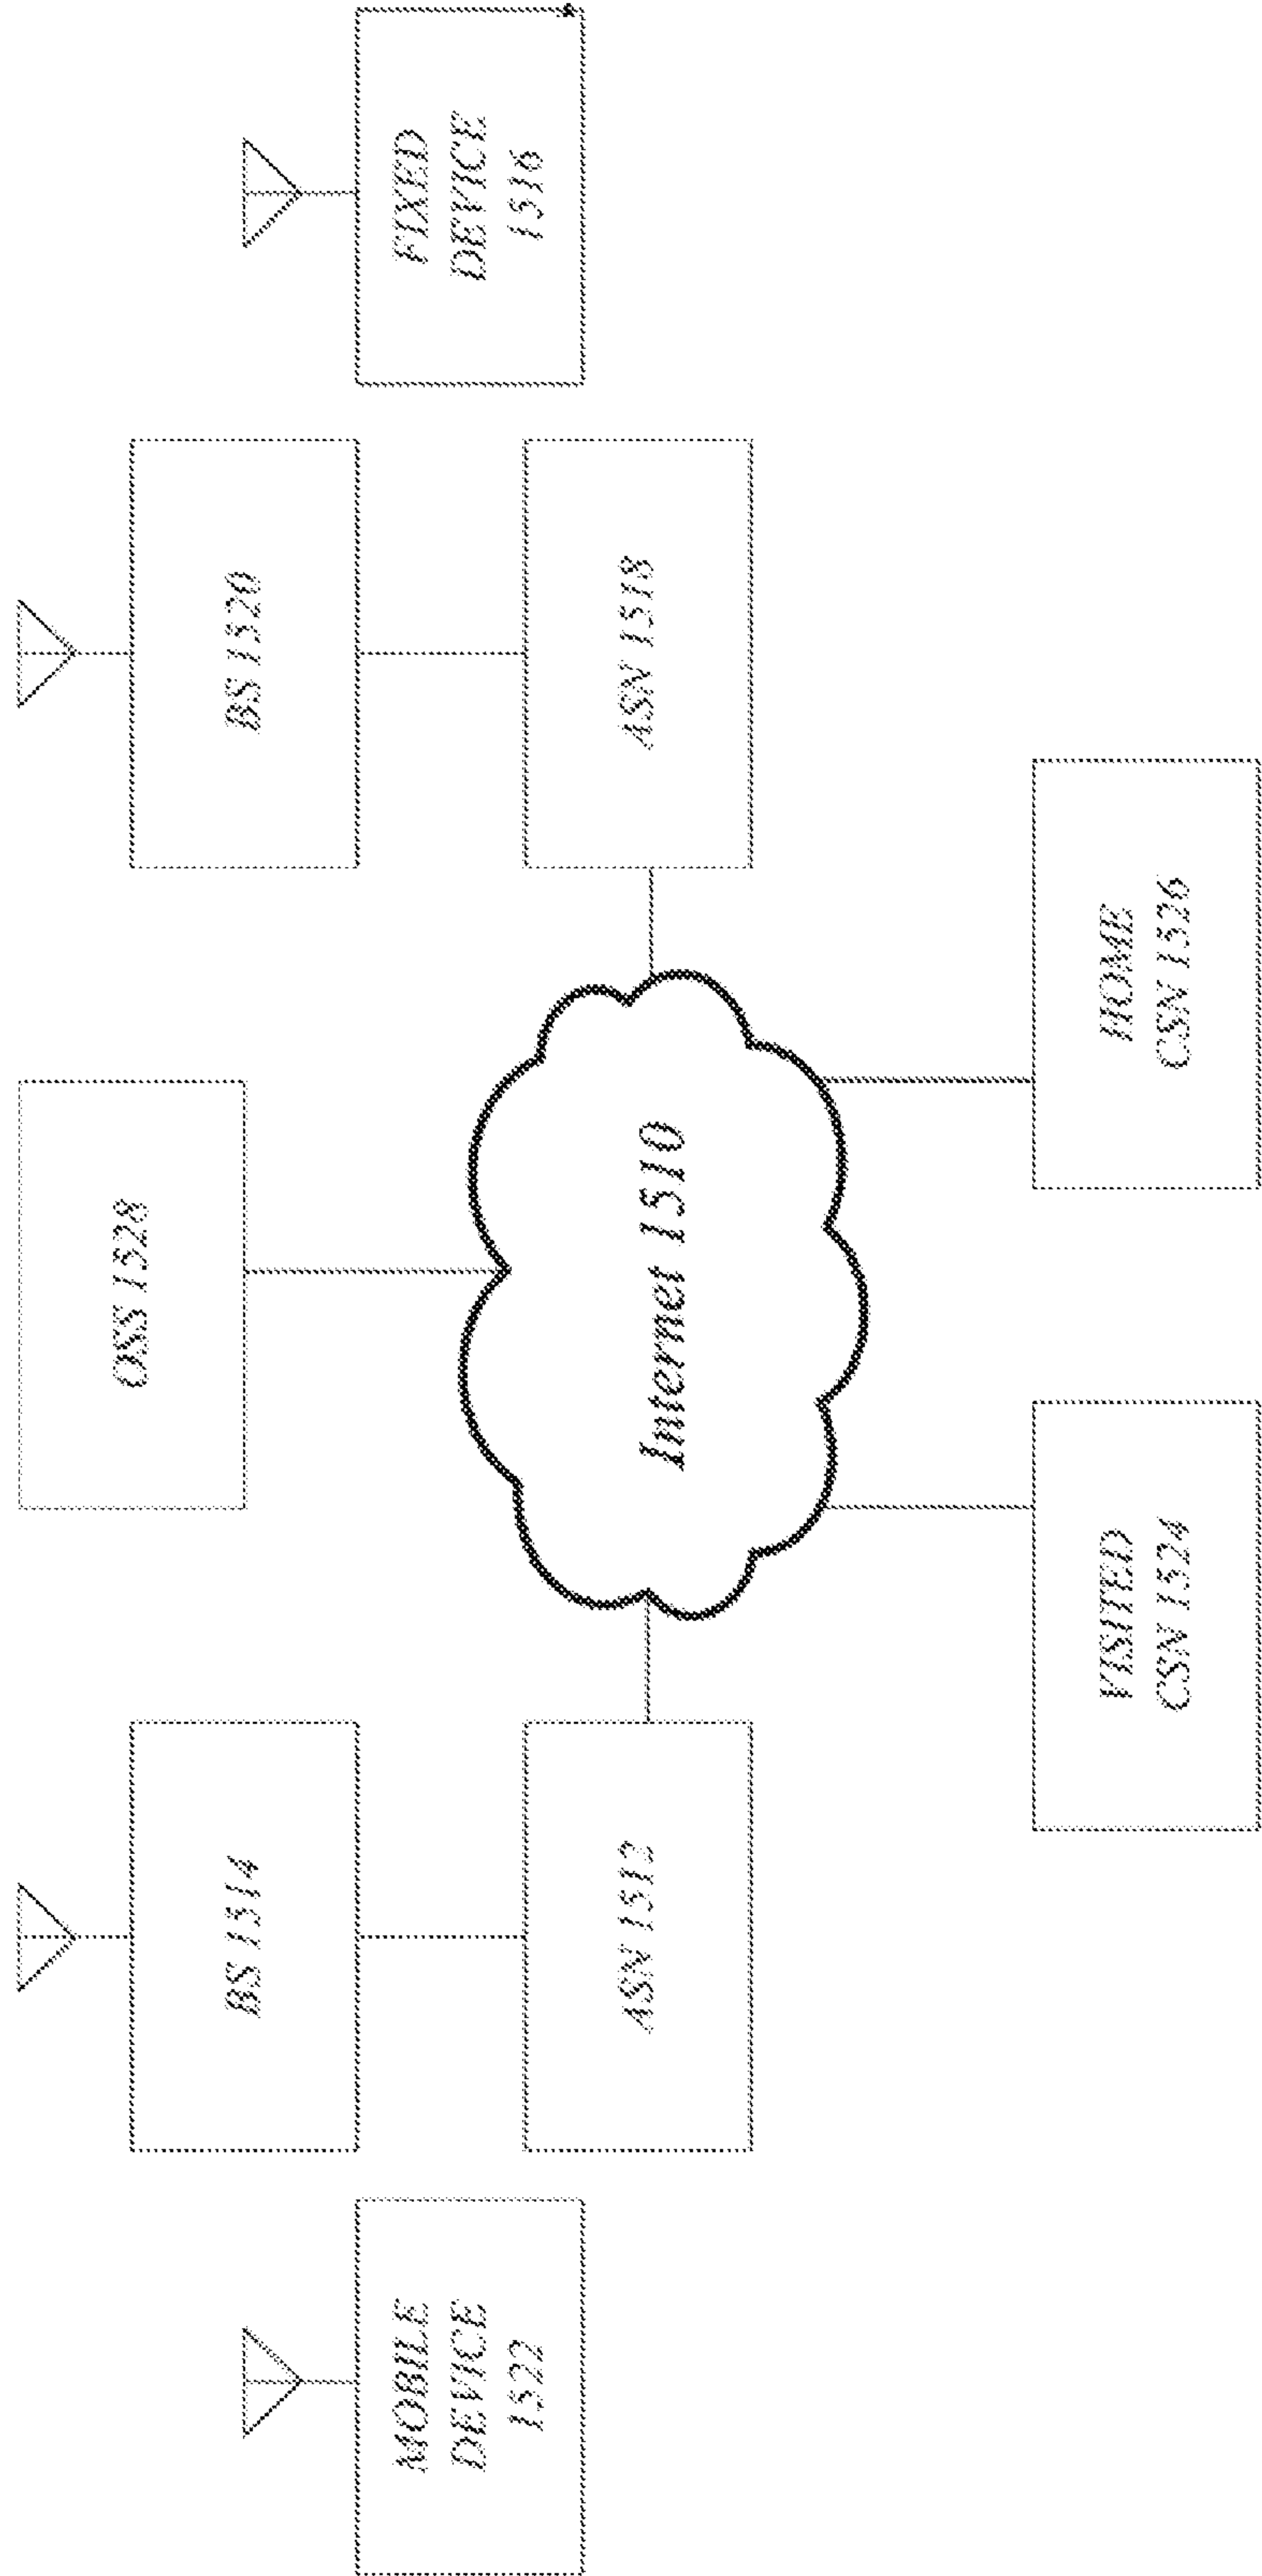 MOBILE
DEVICE
1522
BS 1514
ASN 1512
OSS 1528
Internet 1510
VISITED
CSN 1524
HOME
CSN 1526
BS 1520
ASN 1518
FIXED
DEVICE
1516